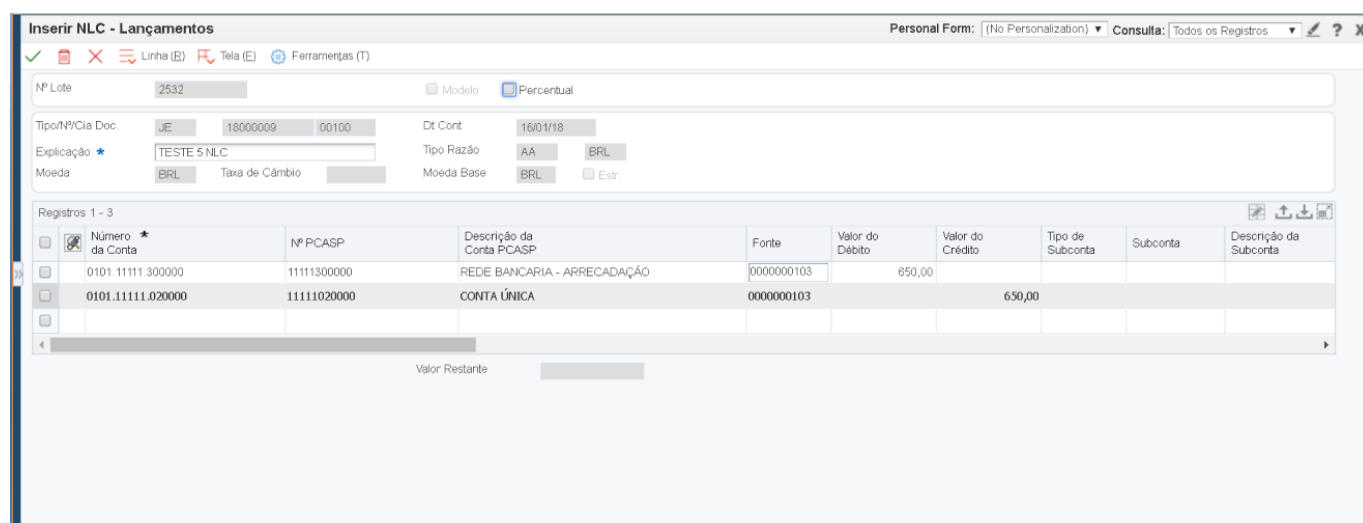 Inserir NLC - Lançamentos Personal Form: (No Personalization) Consulta: Todos os Registros ? X
Linha (R) Tela (E) Ferramentas (T)
Nº Lote 2532 Modelo Percentual
Tipo/Nº/Cia Doc. JE 18000009 00100 Dt Cont 16/01/18
Explicação * TESTE 5 NLC Tipo Razão AA BRL
Moeda BRL Taxa de Câmbio Moeda Base BRL Estr.
Registros 1 - 3
Número * da Conta Nº PCASP Descrição da Conta PCASP Fonte Valor do Débito Valor do Crédito Tipo de Subconta Subconta Descrição da Subconta
0101.11111.300000 11111300000 REDE BANCARIA - ARRECADAÇÃO 0000000103 650,00
0101.11111.020000 11111020000 CONTA ÚNICA 0000000103 650,00
Valor Restante